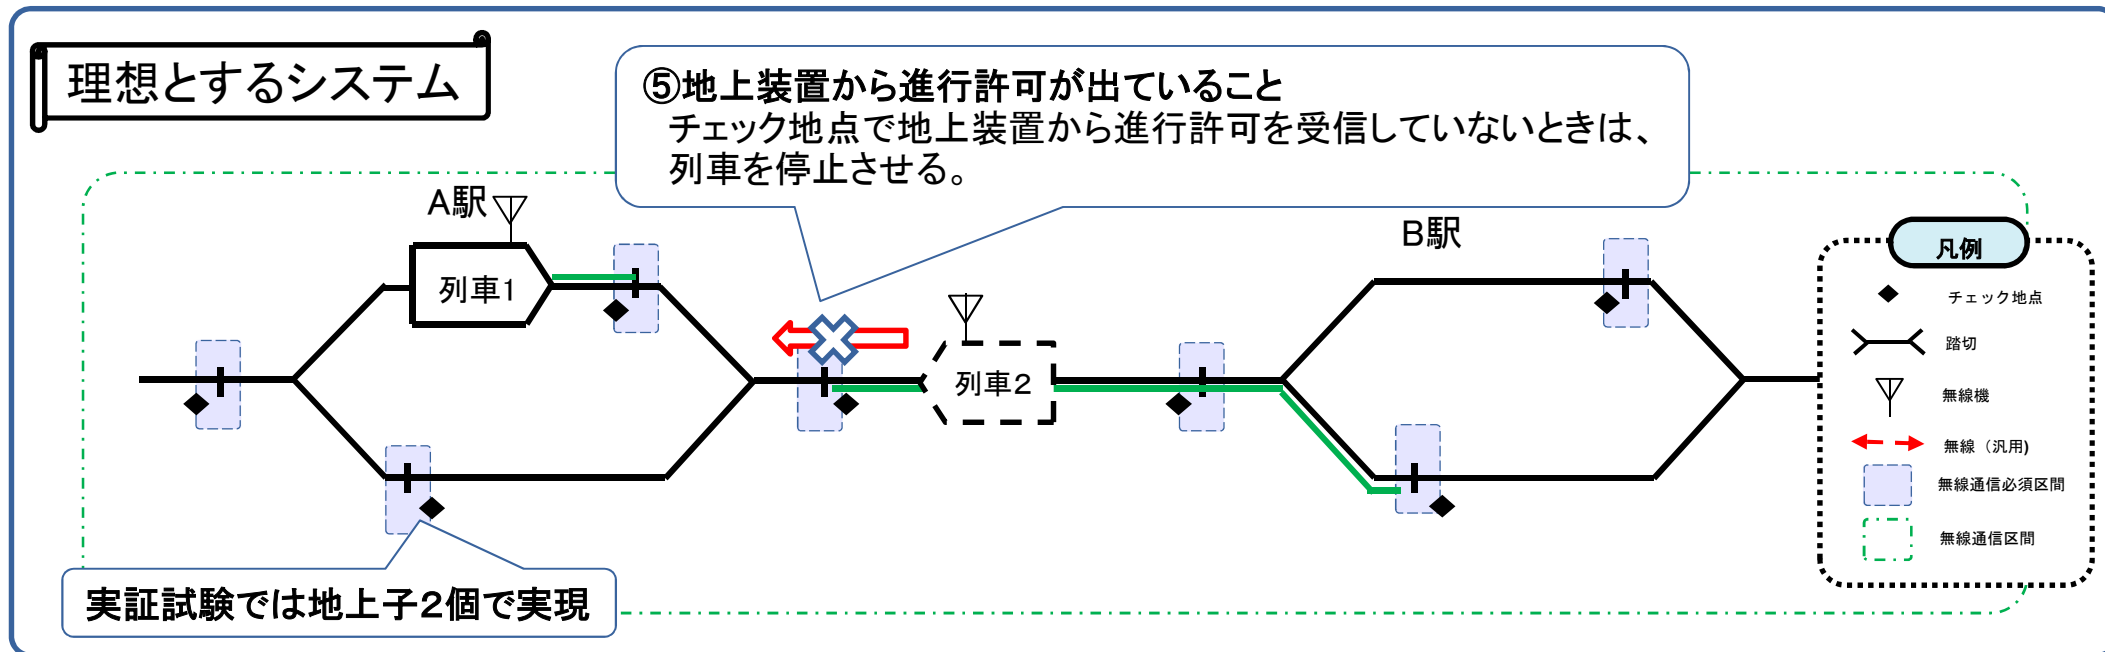 理想とするシステム
⑤地上装置から進行許可が出ていること
チェック地点で地上装置から進行許可を受信していないときは、
列車を停止させる。
A駅
B駅
列車1
列車2
凡例
チェック地点
踏切
無線機
無線（汎用)
無線通信必須区間
無線通信区間
実証試験では地上子2個で実現